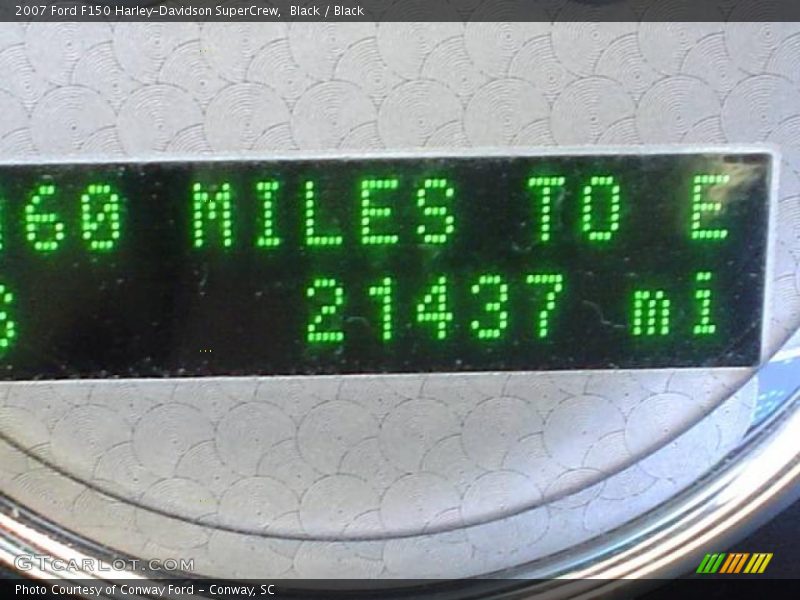 2007 Ford F150 Harley-Davidson SuperCrew, Black / Black
60 MILES TO E
21437 mi
GTCARLOT.COM
Photo Courtesy of Conway Ford - Conway, SC